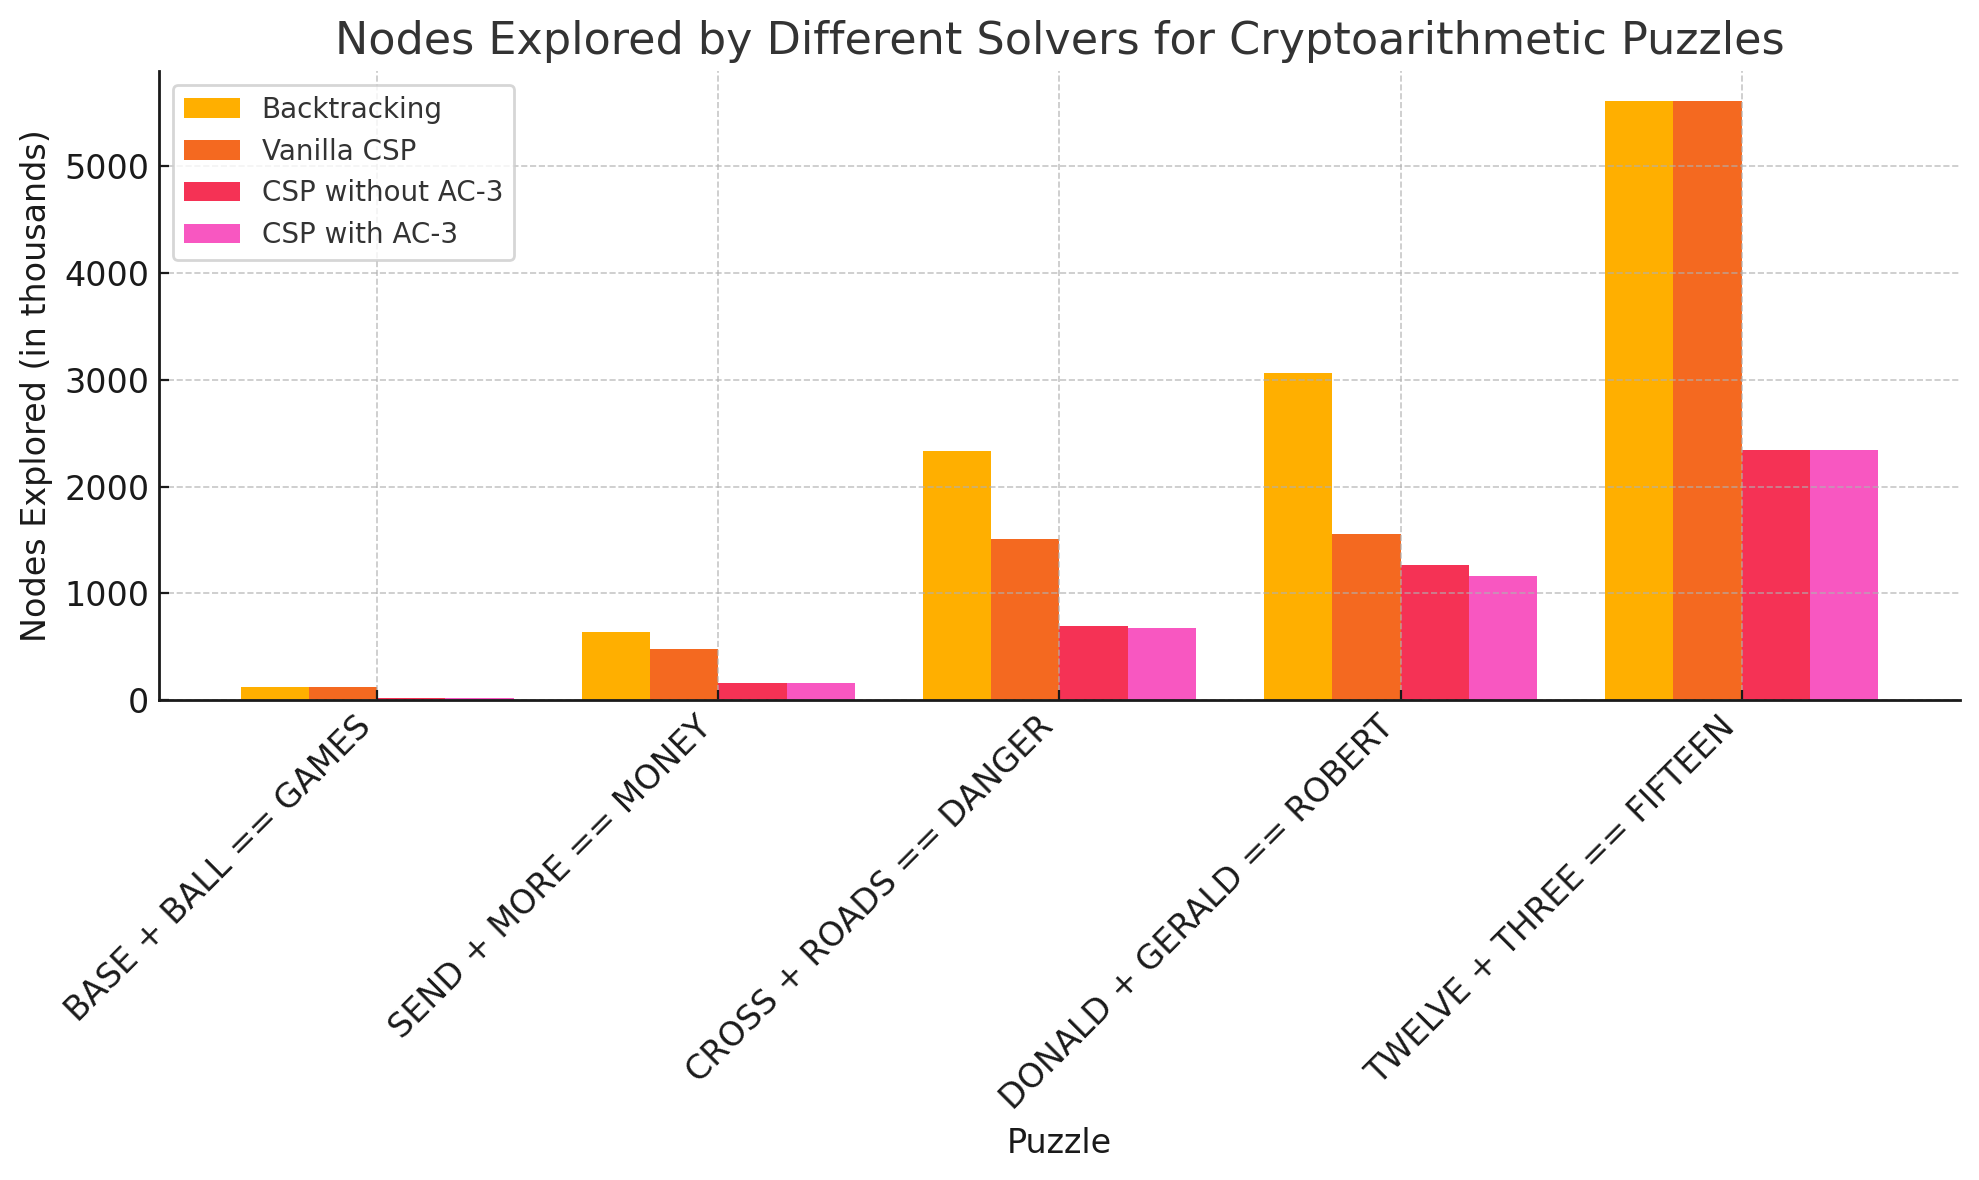 Nodes Explored by Different Solvers for Cryptoarithmetic Puzzles
Backtracking
Vanilla CSP
CSP without AC-3
CSP with AC-3
Nodes Explored (in thousands)
5000
4000
3000
2000
1000
0
BASE + BALL == GAMES
SEND + MORE == MONEY
CROSS + ROADS == DANGER
DONALD + GERALD == ROBERT
TWELVE + THREE == FIFTEEN
Puzzle